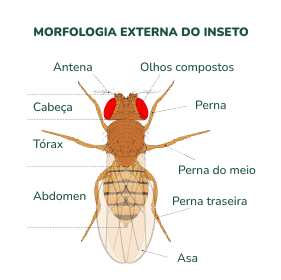 MORFOLOGIA EXTERNA DO INSETO
Antena
Olhos compostos
Cabeça
Perna
Tórax
Perna do meio
Abdomen
Perna traseira
Asa